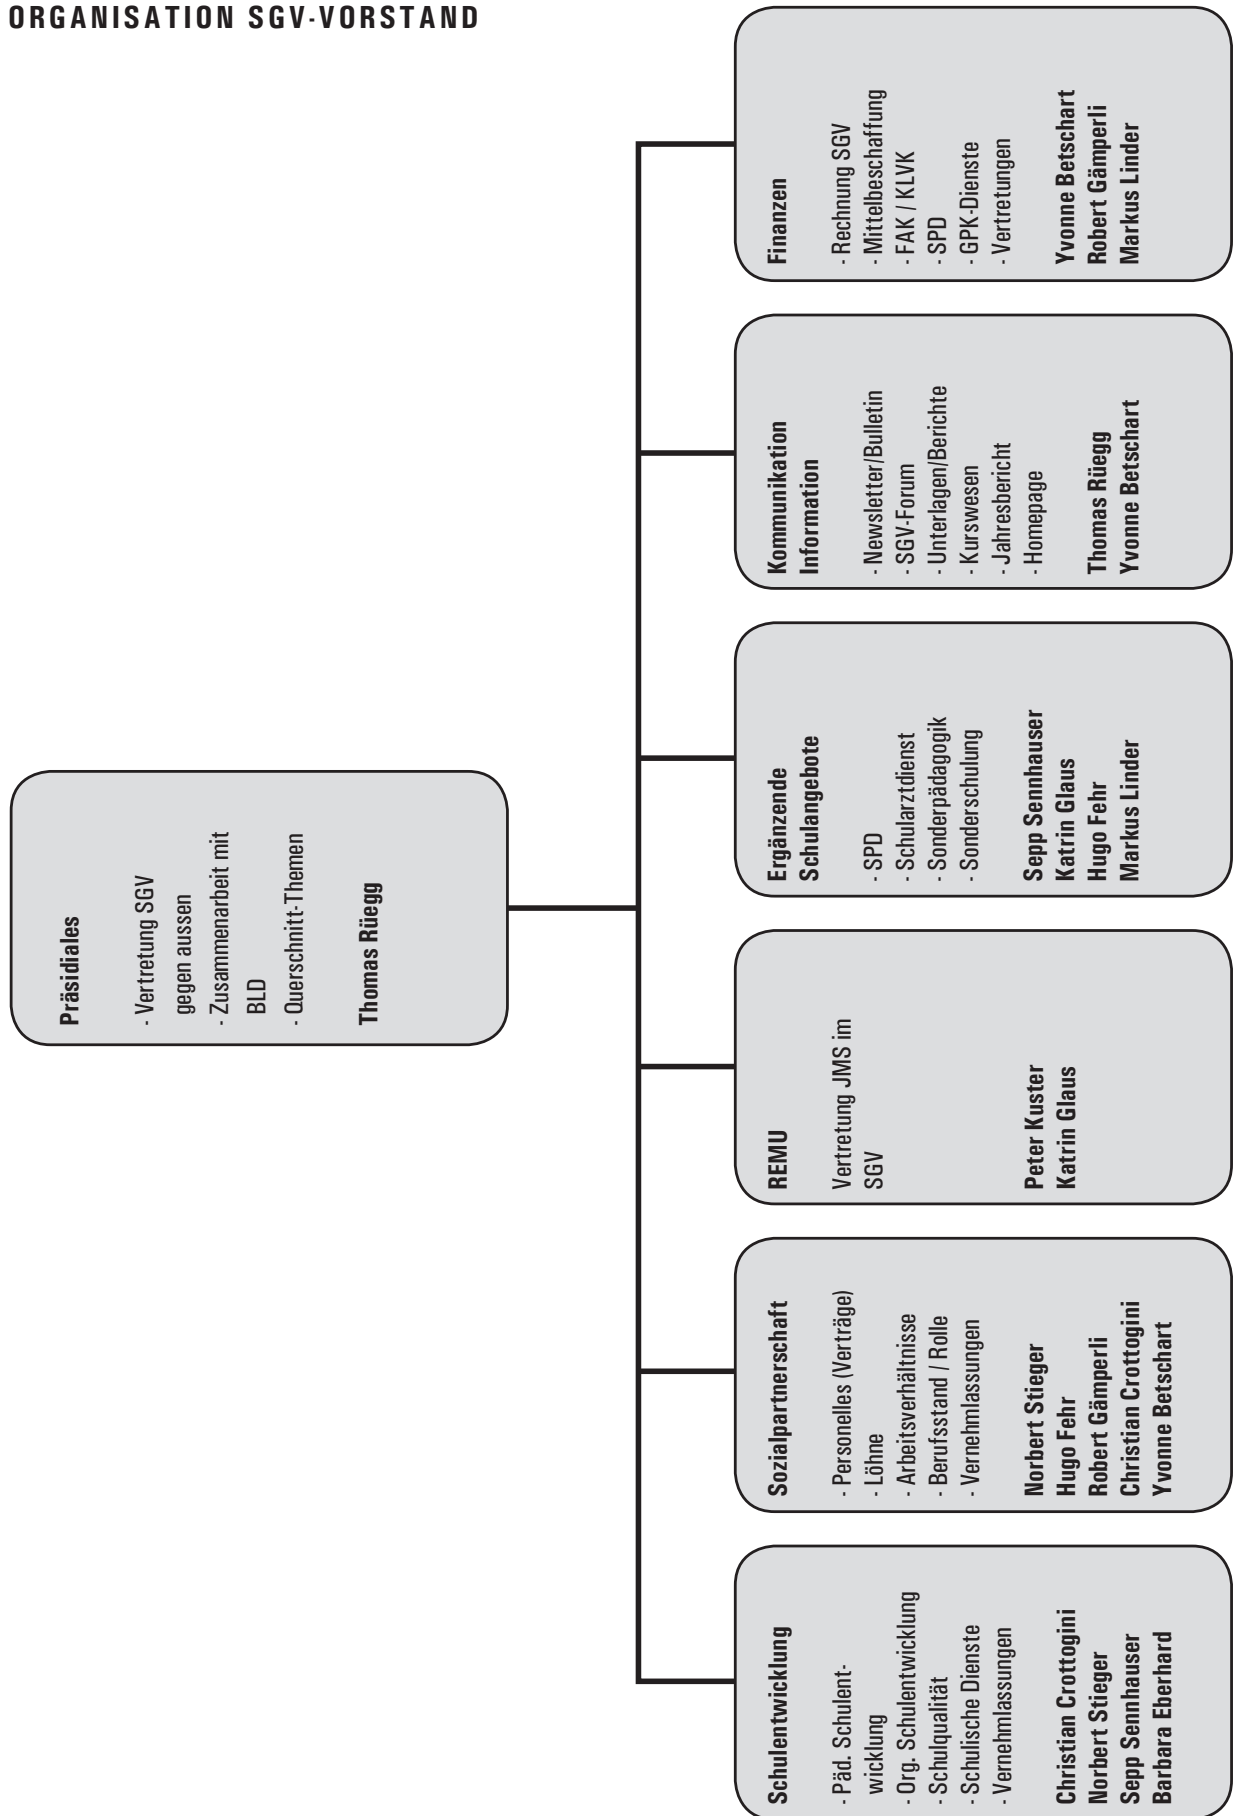 ORGANISATION SGV-VORSTAND
Präsidiales
- Vertretung SGV
gegen aussen
- Zusammenarbeit mit
BLD
- Querschnitt-Themen
Thomas Rüegg
Schulentwicklung
- Päd. Schulent-
wicklung
- Org. Schulentwicklung
- Schulqualität
- Schulische Dienste
- Vernehmlassungen
Christian Crottogini
Norbert Stieger
Sepp Sennhauser
Barbara Eberhard
Sozialpartnerschaft
- Personelles (Verträge)
- Löhne
- Arbeitsverhältnisse
- Berufsstand / Rolle
- Vernehmlassungen
Norbert Stieger
Hugo Fehr
Robert Gämperli
Christian Crottogini
Yvonne Betschart
REMU
Vertretung JMS im
SGV
Peter Kuster
Katrin Glaus
Ergänzende
Schulangebote
- SPD
- Schularztdienst
- Sonderpädagogik
- Sonderschulung
Sepp Sennhauser
Katrin Glaus
Hugo Fehr
Markus Linder
Kommunikation
Information
- Newsletter/Bulletin
- SGV-Forum
- Unterlagen/Berichte
- Kurswesen
- Jahresbericht
- Homepage
Thomas Rüegg
Yvonne Betschart
Finanzen
- Rechnung SGV
- Mittelbeschaffung
- FAK / KLVK
- SPD
- GPK-Dienste
- Vertretungen
Yvonne Betschart
Robert Gämperli
Markus Linder